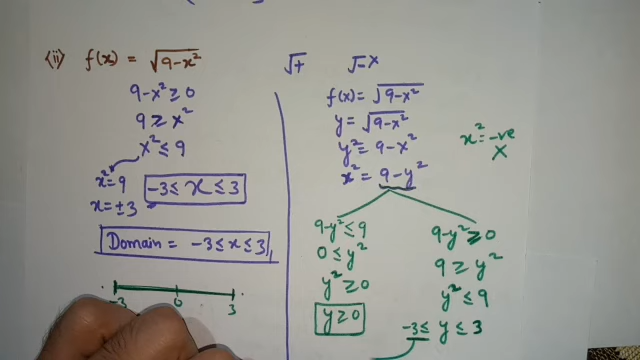 (ii) f(x) = √9-x²
9-x² ≥ 0
9 ≥ x²
x² ≤ 9
x² = 9
x = ±3
-3 ≤ x ≤ 3
Domain = -3 ≤ x ≤ 3
-3 0 3
√+ √- x
f(x) = √9-x²
y = √9-x²
y² = 9-x²
x² = 9-y²
x² = -ve
X
9-y² ≤ 9
0 ≤ y²
y² ≥ 0
y ≥ 0
9-y² ≥ 0
9 ≥ y²
y² ≤ 9
-3 ≤ y ≤ 3